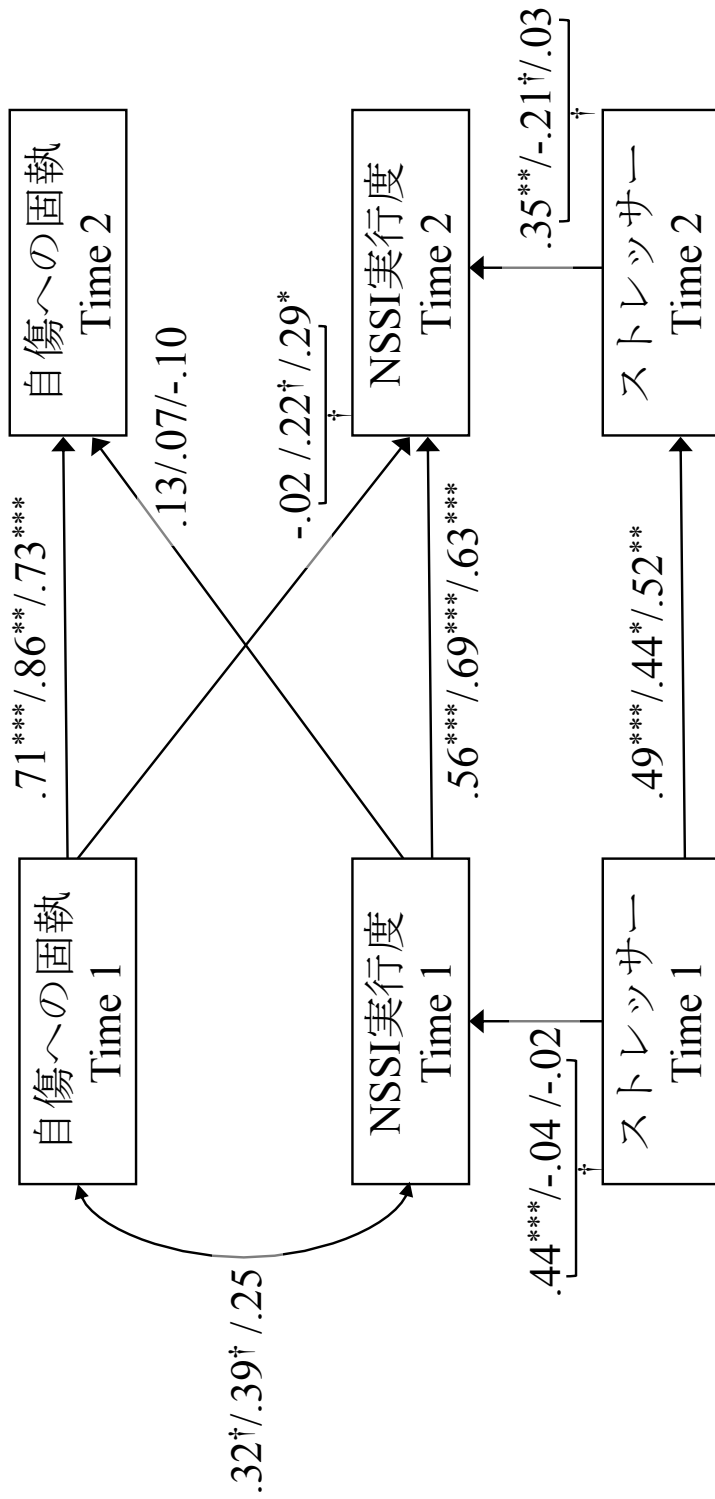 自傷への固執
Time 1
.71***/.86**/.73***
自傷への固執
Time 2
.13/.07/-.10
.32†/.39†/.25
-.02 /.22†/.29*
†
NSSI実行度
Time 1
.56***/.69***/.63***
NSSI実行度
Time 2
.44***/-.04 /-.02
†
.35**/-.21†/.03
†
ストレッサー
Time 1
.49***/.44*/.52**
ストレッサー
Time 2